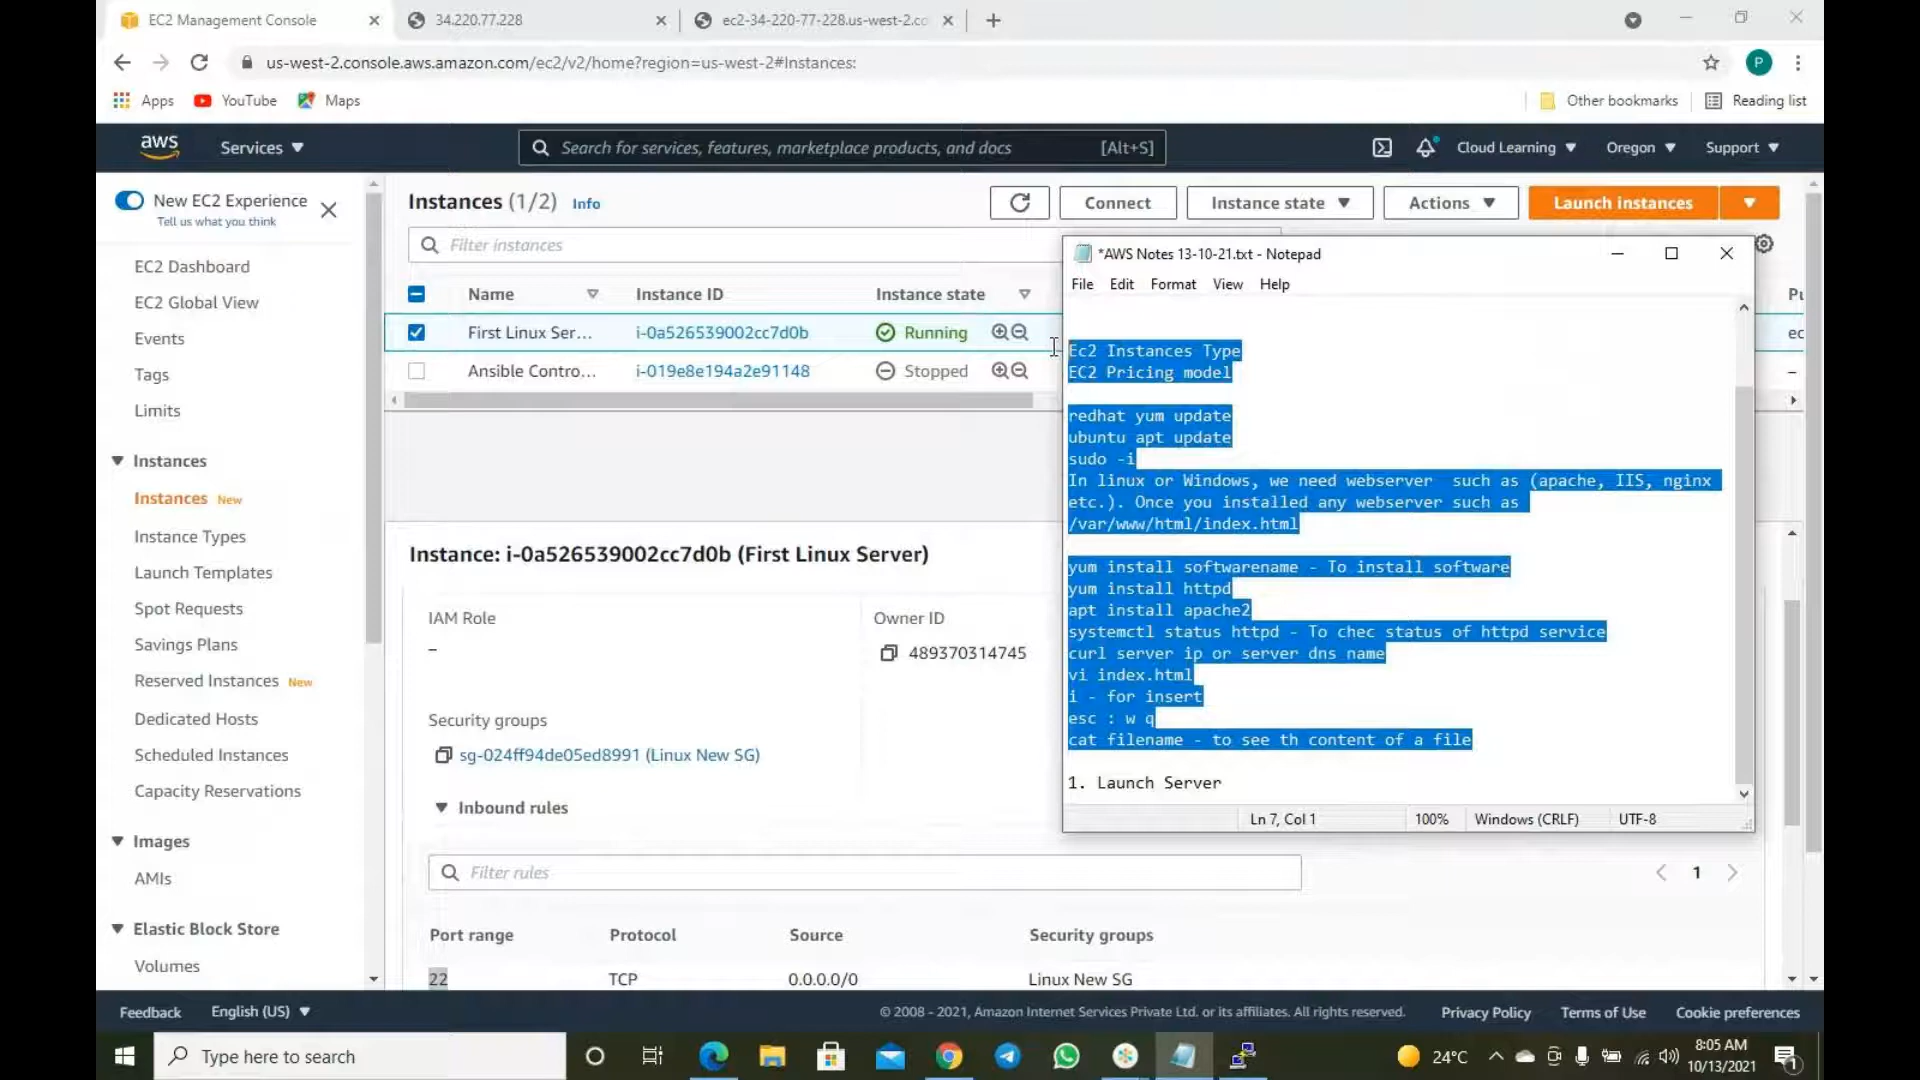 EC2 Management Console
34.220.77.228
ec2-34-220-77-228.us-west-2.co
us-west-2.console.aws.amazon.com/ec2/v2/home?region=us-west-2#Instances:
P
Apps
YouTube
Maps
Other bookmarks
Reading list
aws
Services
Search for services, features, marketplace products, and docs
[Alt+S]
Cloud Learning
Oregon
Support
New EC2 Experience
Tell us what you think
EC2 Dashboard
EC2 Global View
Events
Tags
Limits
Instances
Instances New
Instance Types
Launch Templates
Spot Requests
Savings Plans
Reserved Instances New
Dedicated Hosts
Scheduled Instances
Capacity Reservations
Images
AMIs
Elastic Block Store
Volumes
Instances (1/2) Info
Connect
Instance state
Actions
Launch instances
Filter instances
Name
Instance ID
Instance state
Pu
First Linux Ser...
i-0a526539002cc7d0b
Running
ec
Ansible Contro...
i-019e8e194a2e91148
Stopped
–
Instance: i-0a526539002cc7d0b (First Linux Server)
IAM Role
–
Owner ID
489370314745
Security groups
sg-024ff94de05ed8991 (Linux New SG)
Inbound rules
Filter rules
1
Port range
Protocol
Source
Security groups
22
TCP
0.0.0.0/0
Linux New SG
*AWS Notes 13-10-21.txt - Notepad
File Edit Format View Help
Ec2 Instances Type
EC2 Pricing model
redhat yum update
ubuntu apt update
sudo -i
In linux or Windows, we need webserver  such as (apache, IIS, nginx
etc.). Once you installed any webserver such as
/var/www/html/index.html
yum install softwarename - To install software
yum install httpd
apt install apache2
systemctl status httpd - To chec status of httpd service
curl server ip or server dns name
vi index.html
i - for insert
esc : w q
cat filename - to see th content of a file
1. Launch Server
Ln 7, Col 1
100%
Windows (CRLF)
UTF-8
Feedback
English (US)
© 2008 - 2021, Amazon Internet Services Private Ltd. or its affiliates. All rights reserved.
Privacy Policy
Terms of Use
Cookie preferences
Type here to search
24°C
8:05 AM
10/13/2021
1